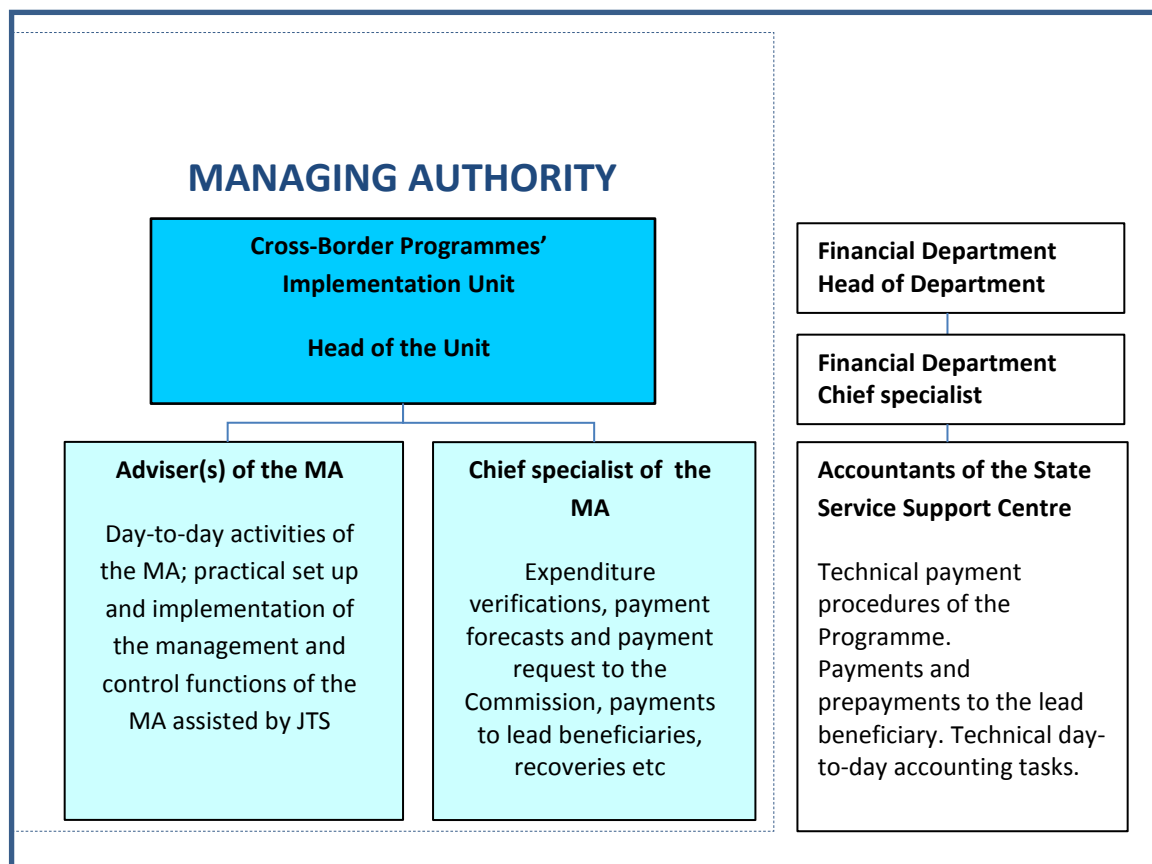 MANAGING AUTHORITY
Cross-Border Programmes’
Implementation Unit
Head of the Unit
Adviser(s) of the MA
Day-to-day activities of
the MA; practical set up
and implementation of
the management and
control functions of the
MA assisted by JTS
Chief specialist of the
MA
Expenditure
verifications, payment
forecasts and payment
request to the
Commission, payments
to lead beneficiaries,
recoveries etc
Financial Department
Head of Department
Financial Department
Chief specialist
Accountants of the State
Service Support Centre
Technical payment
procedures of the
Programme.
Payments and
prepayments to the lead
beneficiary. Technical day-
to-day accounting tasks.